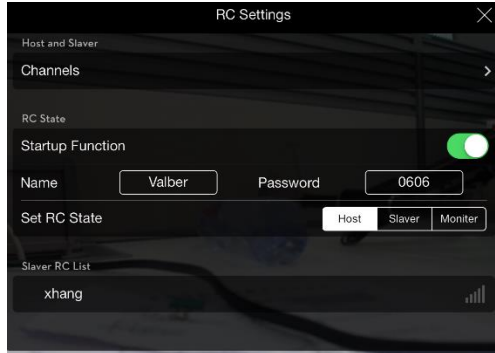 RC Settings
Host and Slaver
Channels
RC State
Startup Function
Name Valber Password 0606
Set RC State Host Slaver Moniter
Slaver RC List
xhang